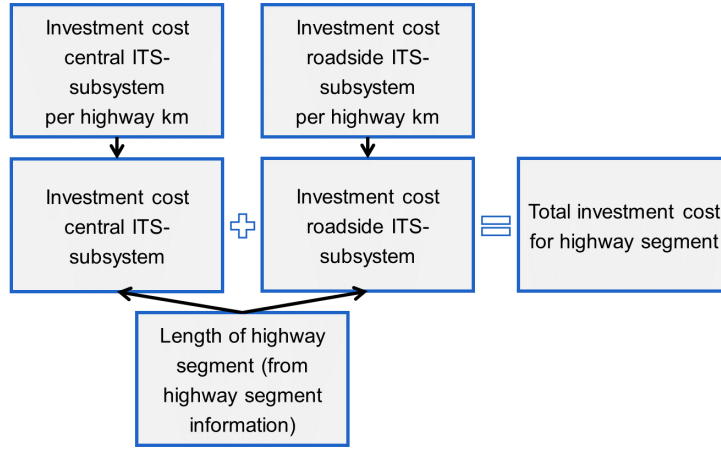 Investment cost
central ITS-
subsystem
per highway km
Investment cost
roadside ITS-
subsystem
per highway km
Investment cost
central ITS-
subsystem
+
Investment cost
roadside ITS-
subsystem
=
Total investment cost
for highway segment
Length of highway
segment (from
highway segment
information)